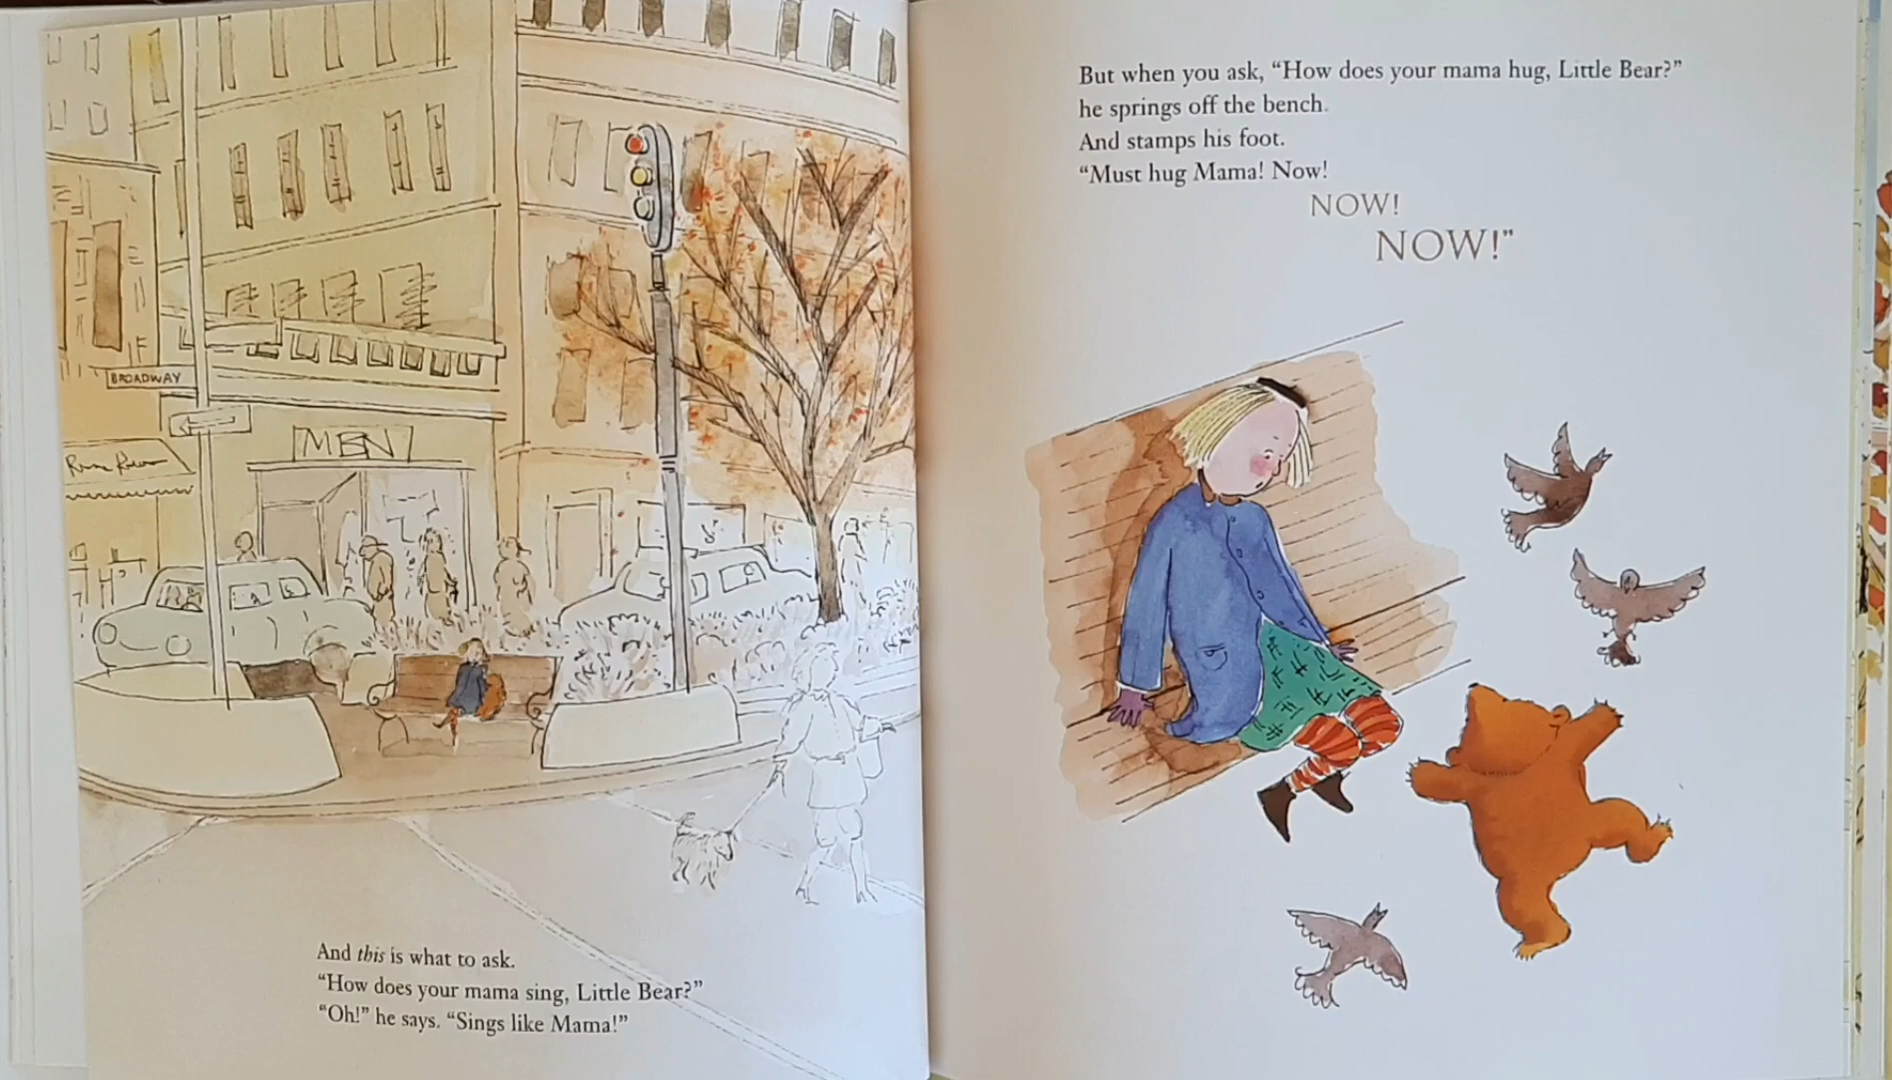 BROADWAY
MEN
And this is what to ask.
“How does your mama sing, Little Bear?”
“Oh!” he says. “Sings like Mama!”
But when you ask, “How does your mama hug, Little Bear?”
he springs off the bench.
And stamps his foot.
“Must hug Mama! Now!
NOW!
NOW!”